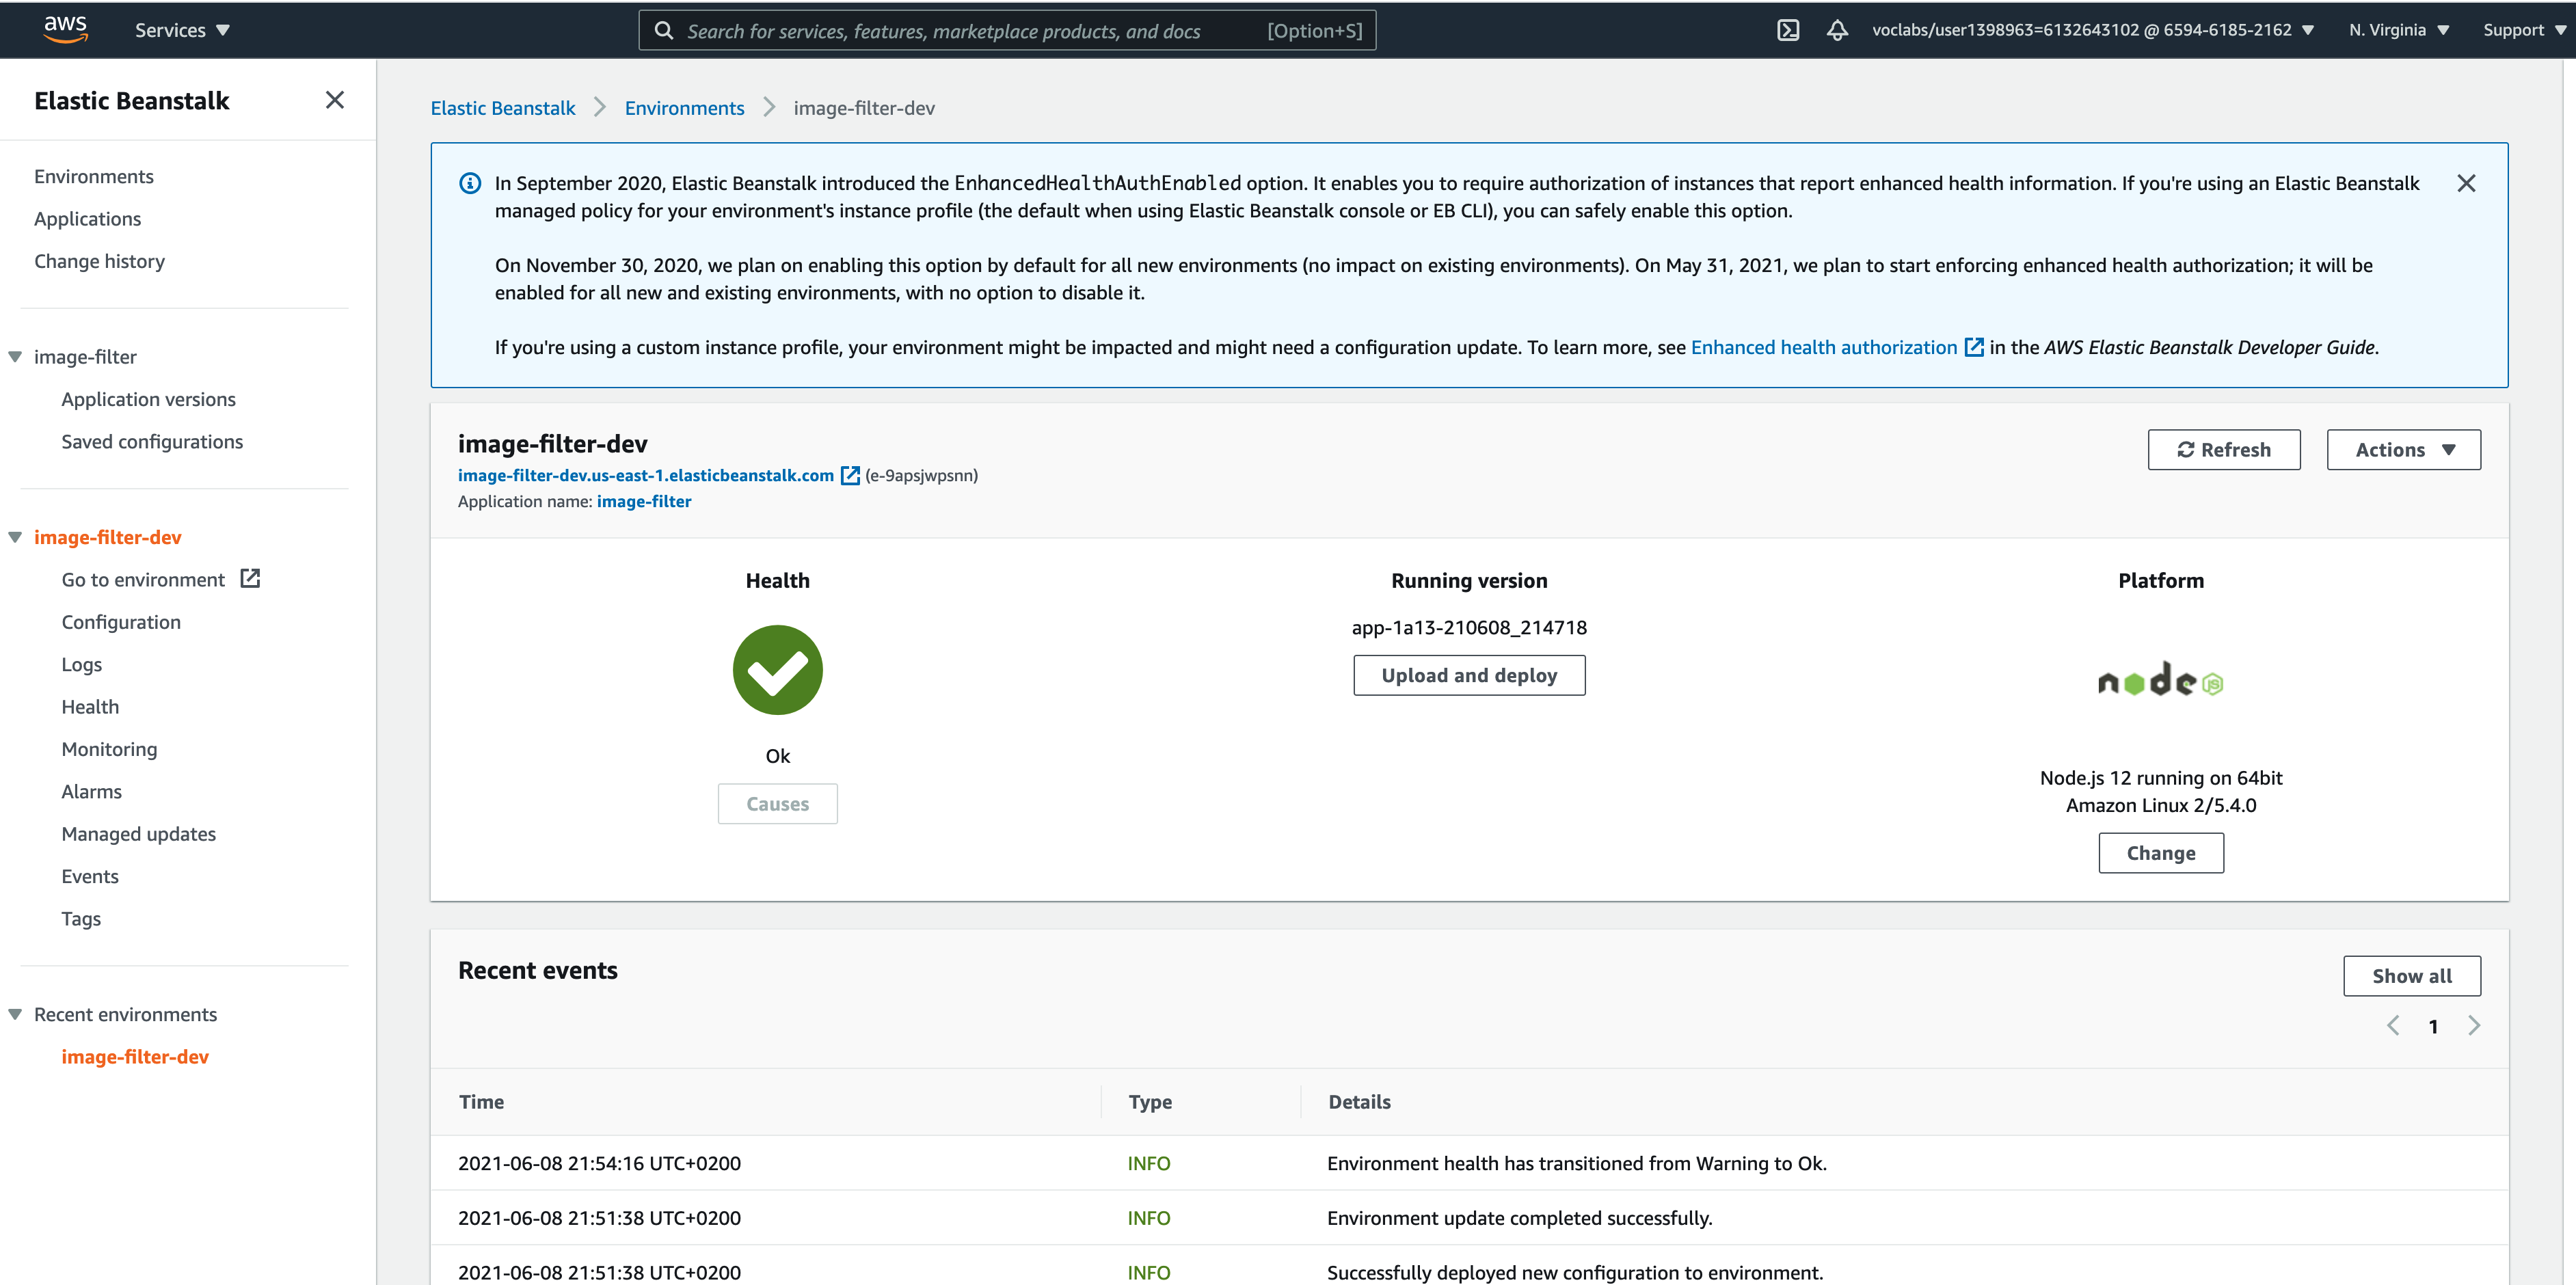 aws
Services
Search for services, features, marketplace products, and docs [Option+S]
voclabs/user1398963=6132643102 @ 6594-6185-2162
N. Virginia
Support
Elastic Beanstalk
Environments
Applications
Change history
image-filter
Application versions
Saved configurations
image-filter-dev
Go to environment
Configuration
Logs
Health
Monitoring
Alarms
Managed updates
Events
Tags
Recent environments
image-filter-dev
Elastic Beanstalk > Environments > image-filter-dev
In September 2020, Elastic Beanstalk introduced the EnhancedHealthAuthEnabled option. It enables you to require authorization of instances that report enhanced health information. If you're using an Elastic Beanstalk
managed policy for your environment's instance profile (the default when using Elastic Beanstalk console or EB CLI), you can safely enable this option.
On November 30, 2020, we plan on enabling this option by default for all new environments (no impact on existing environments). On May 31, 2021, we plan to start enforcing enhanced health authorization; it will be
enabled for all new and existing environments, with no option to disable it.
If you're using a custom instance profile, your environment might be impacted and might need a configuration update. To learn more, see Enhanced health authorization in the AWS Elastic Beanstalk Developer Guide.
image-filter-dev
image-filter-dev.us-east-1.elasticbeanstalk.com (e-9apsjwpsnn)
Application name: image-filter
Refresh
Actions
Health
Ok
Causes
Running version
app-1a13-210608_214718
Upload and deploy
Platform
node JS
Node.js 12 running on 64bit
Amazon Linux 2/5.4.0
Change
Recent events
Show all
1
Time Type Details
2021-06-08 21:54:16 UTC+0200 INFO Environment health has transitioned from Warning to Ok.
2021-06-08 21:51:38 UTC+0200 INFO Environment update completed successfully.
2021-06-08 21:51:38 UTC+0200 INFO Successfully deployed new configuration to environment.